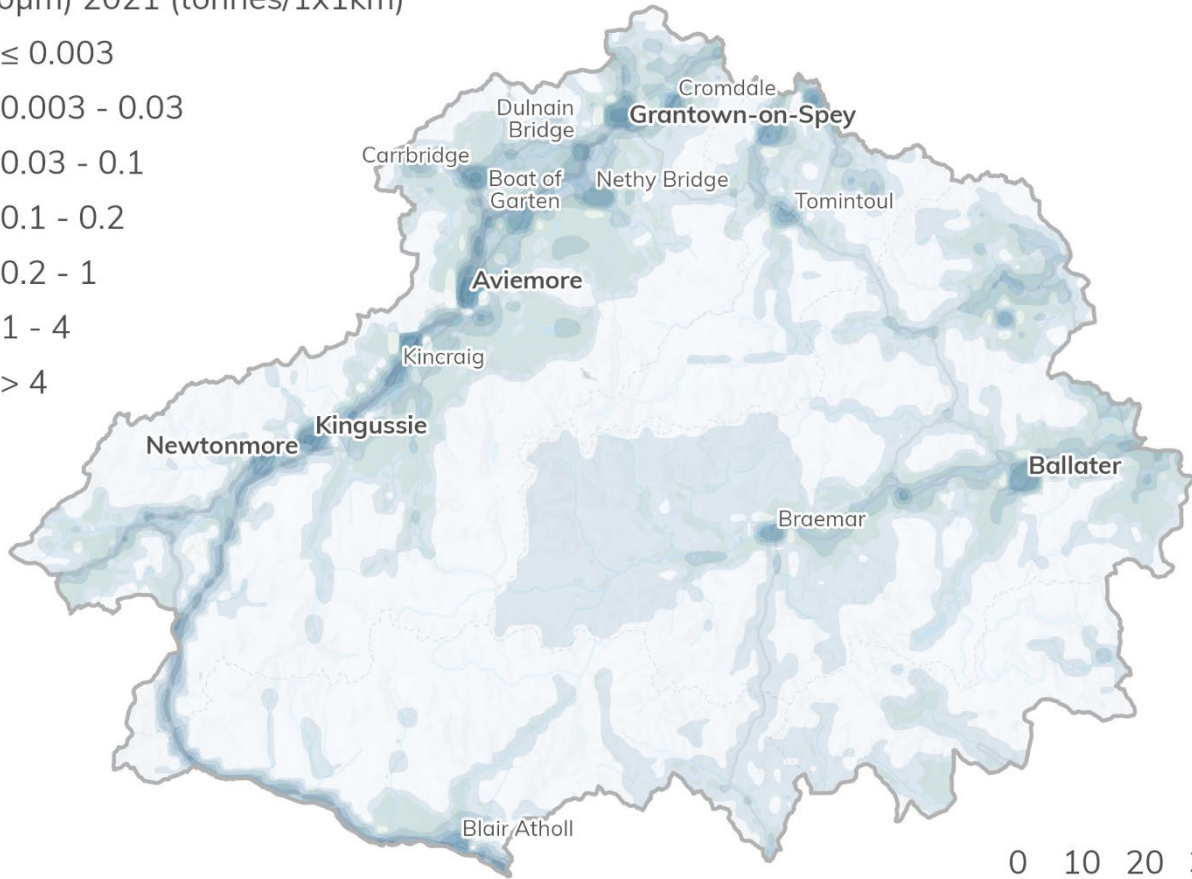 2021 (tonnes/1x1km)
≤ 0.003
0.003 - 0.03
0.03 - 0.1
0.1 - 0.2
0.2 - 1
1 - 4
> 4
Cromdale
Dulnain
Bridge
Grantown-on-Spey
Carrbridge
Boat of
Garten
Nethy Bridge
Tomintoul
Aviemore
Kincraig
Kingussie
Newtonmore
Ballater
Braemar
Blair Atholl
0 10 20